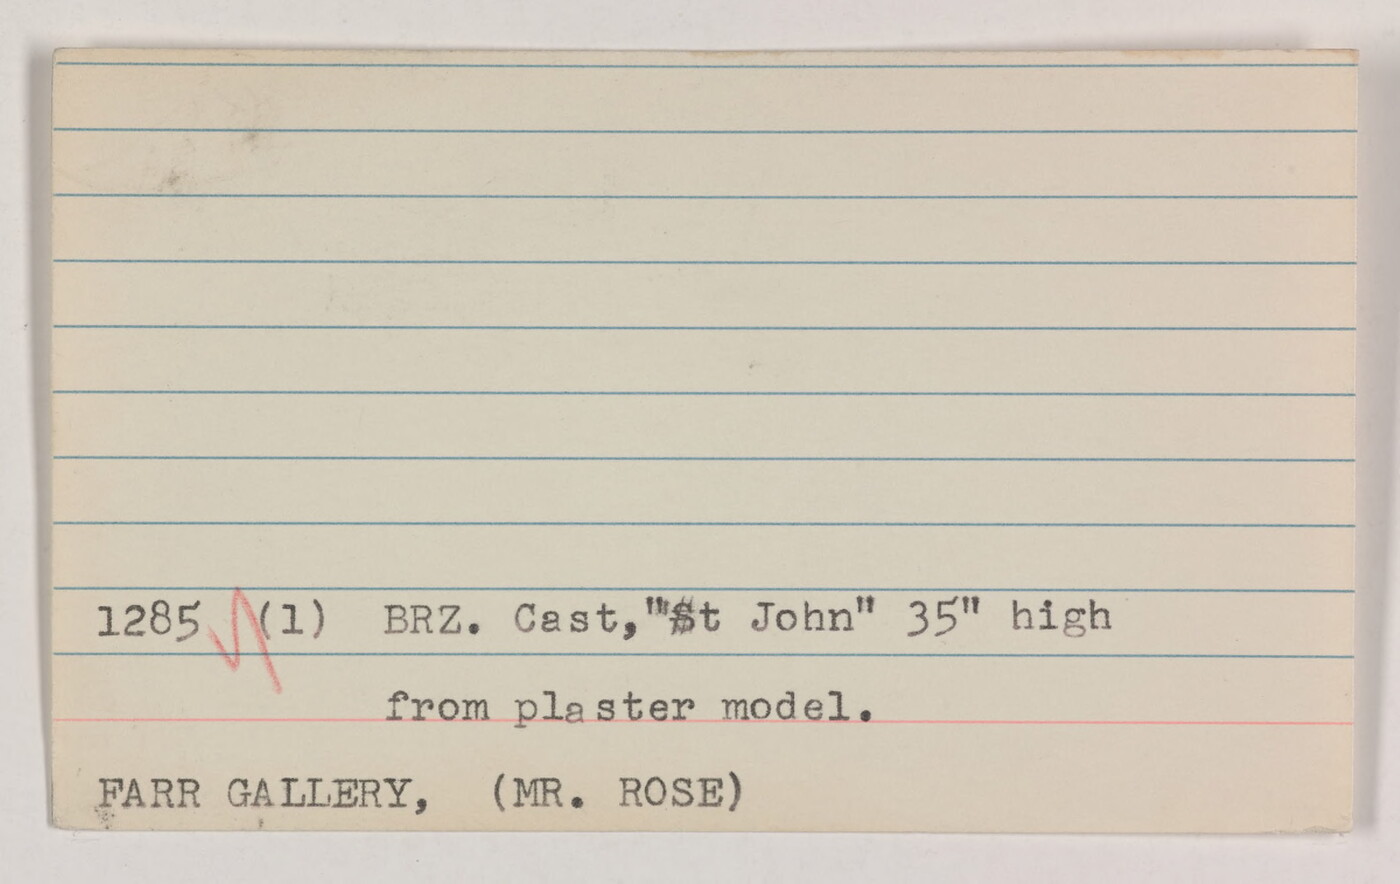 1285 (1) BRZ. Cast,"St John" 35" high
from plaster model.
FARR GALLERY, (MR. ROSE)